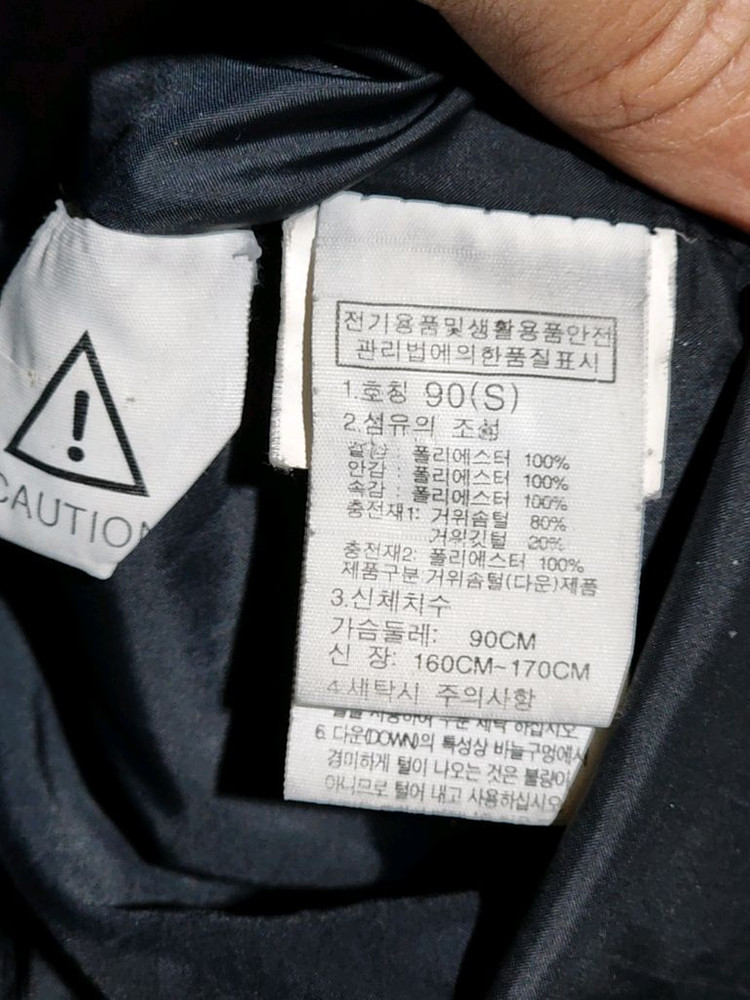 CAUTION
전기용품및생활용품안전
관리법에의한품질표시
1.호칭 90(S)
2.섬유의 조성
겉감 : 폴리에스터 100%
안감 : 폴리에스터 100%
속감 : 폴리에스터 100%
충전재1: 거위솜털 80%
거위깃털 20%
충전재2: 폴리에스터 100%
제품구분 거위솜털(다운)제품
3.신체치수
가슴둘레: 90CM
신 장: 160CM~170CM
4.세탁시 주의사항
하십시오
6. 다운(DOWN)의 특성상 바늘구멍에서
경미하게 털이 나오는 것은 불량이
아니므로 털어 내고 사용하십시오